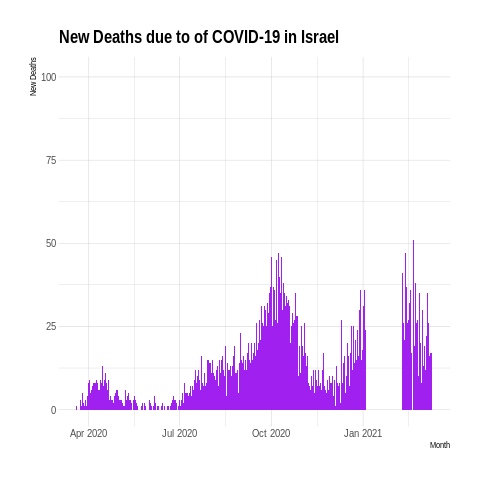 New Deaths due to of COVID-19 in Israel
New Deaths
100
75
50
25
0
Apr 2020 Jul 2020 Oct 2020 Jan 2021
Month